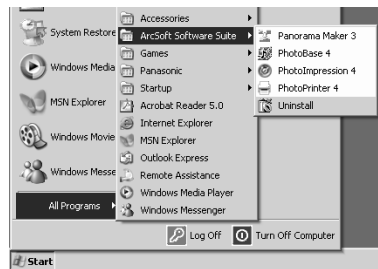 System Restore
Windows Media
MSN Explorer
Windows Movie
Windows Messe
All Programs
Accessories
ArcSoft Software Suite
Games
Panasonic
Startup
Acrobat Reader 5.0
Internet Explorer
MSN Explorer
Outlook Express
Remote Assistance
Windows Media Player
Windows Messenger
Panorama Maker 3
PhotoBase 4
PhotoImpression 4
PhotoPrinter 4
Uninstall
Log Off
Turn Off Computer
Start